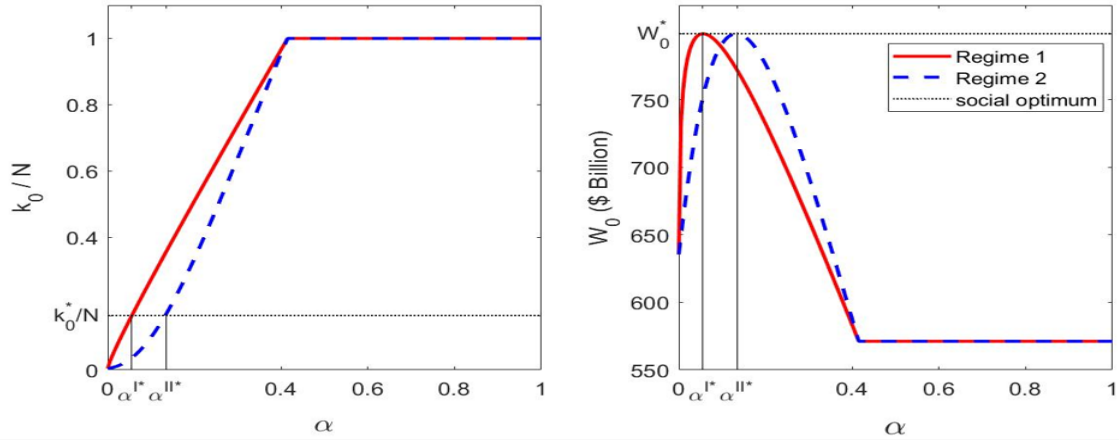 1
0.8
0.6
0.4
k₀*/N
0
k₀ / N
0 αᴵ* αᴵᴵ* 0.4 0.6 0.8 1
α
W₀*
750
700
650
600
550
W₀ ($ Billion)
Regime 1
Regime 2
social optimum
0 αᴵ* αᴵᴵ* 0.4 0.6 0.8 1
α